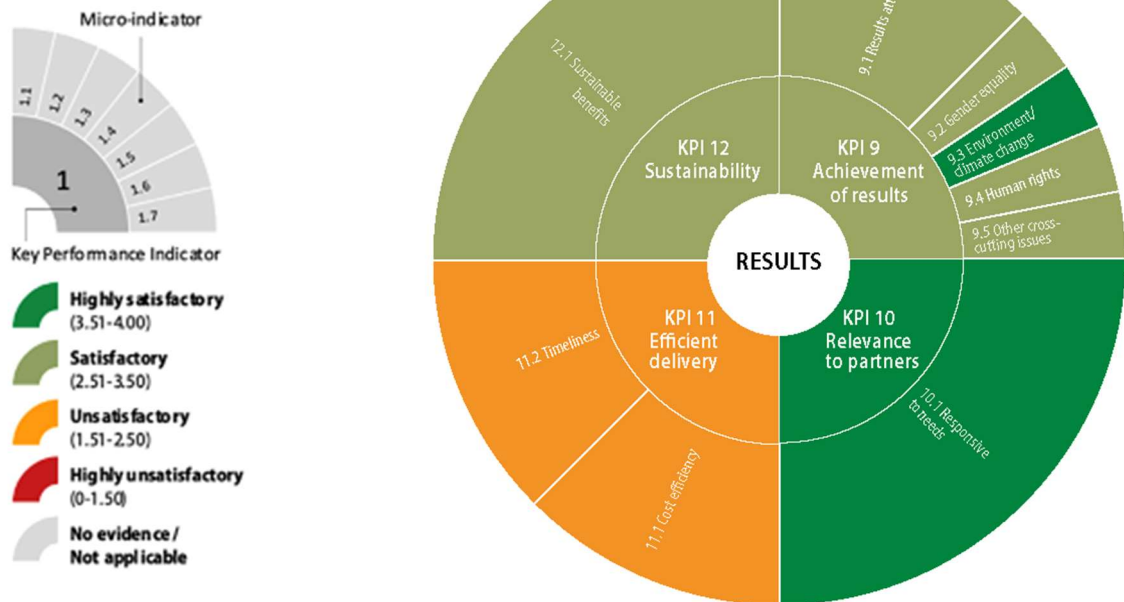 Micro-indicator
1.1
1.2
1.3
1.4
1.5
1.6
1.7
1
Key Performance Indicator
Highly satisfactory
(3.51-4.00)
Satisfactory
(2.51-3.50)
Unsatisfactory
(1.51-2.50)
Highly unsatisfactory
(0-1.50)
No evidence/
Not applicable
12.1 Sustainable
benefits
9.1 Results
9.2 Gender equality
9.3 Environment/
climate change
9.4 Human rights
9.5 Other cross-
cutting issues
KPI 12
Sustainability
KPI 9
Achievement
of results
RESULTS
KPI 11
Efficient
delivery
KPI 10
Relevance
to partners
11.2 Timeliness
11.1 Cost efficiency
10.1 Responsive
to needs